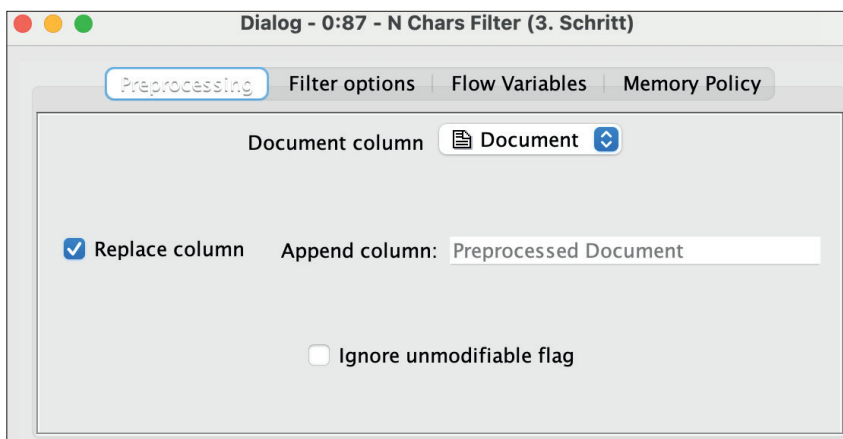 Dialog - 0:87 - N Chars Filter (3. Schritt)
Preprocessing Filter options Flow Variables Memory Policy
Document column Document
Replace column Append column: Preprocessed Document
Ignore unmodifiable flag